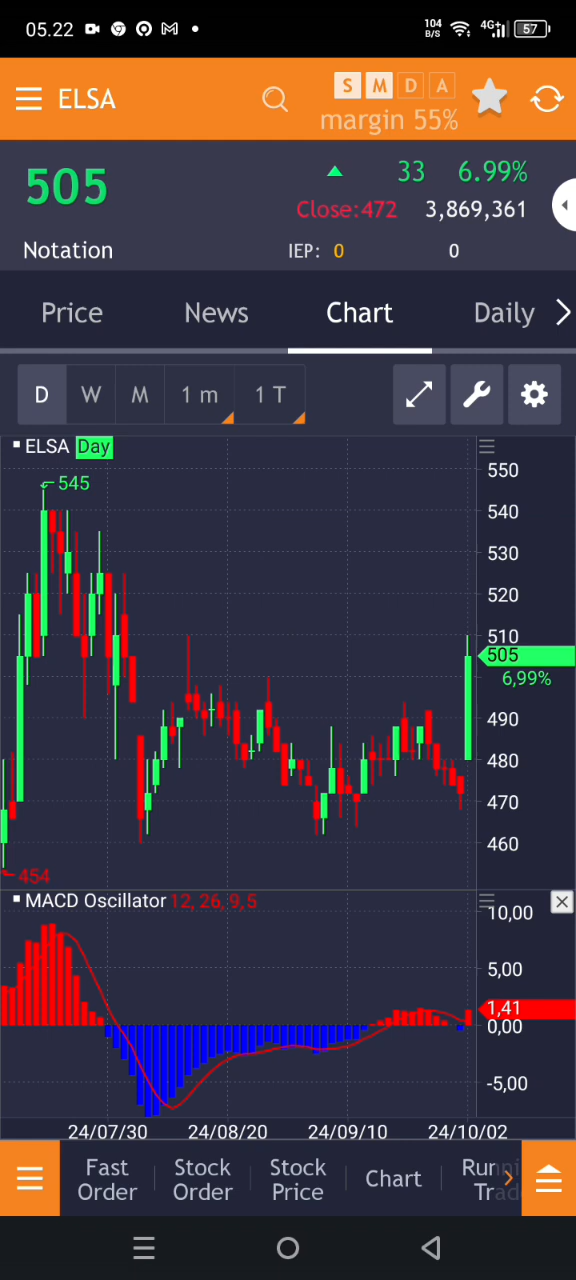 05.22 104 B/S 4G+ 57
ELSA S M D A
margin 55%
505 33 6.99%
Close:472 3,869,361
Notation IEP: 0 0
Price News Chart Daily
D W M 1 m 1 T
ELSA Day
550
545
540
530
520
510
505
6,99%
490
480
470
460
454
MACD Oscillator 12, 26, 9,5
10,00
5,00
1,41
0,00
-5,00
24/07/30 24/08/20 24/09/10 24/10/02
Fast Order
Stock Order
Stock Price
Chart